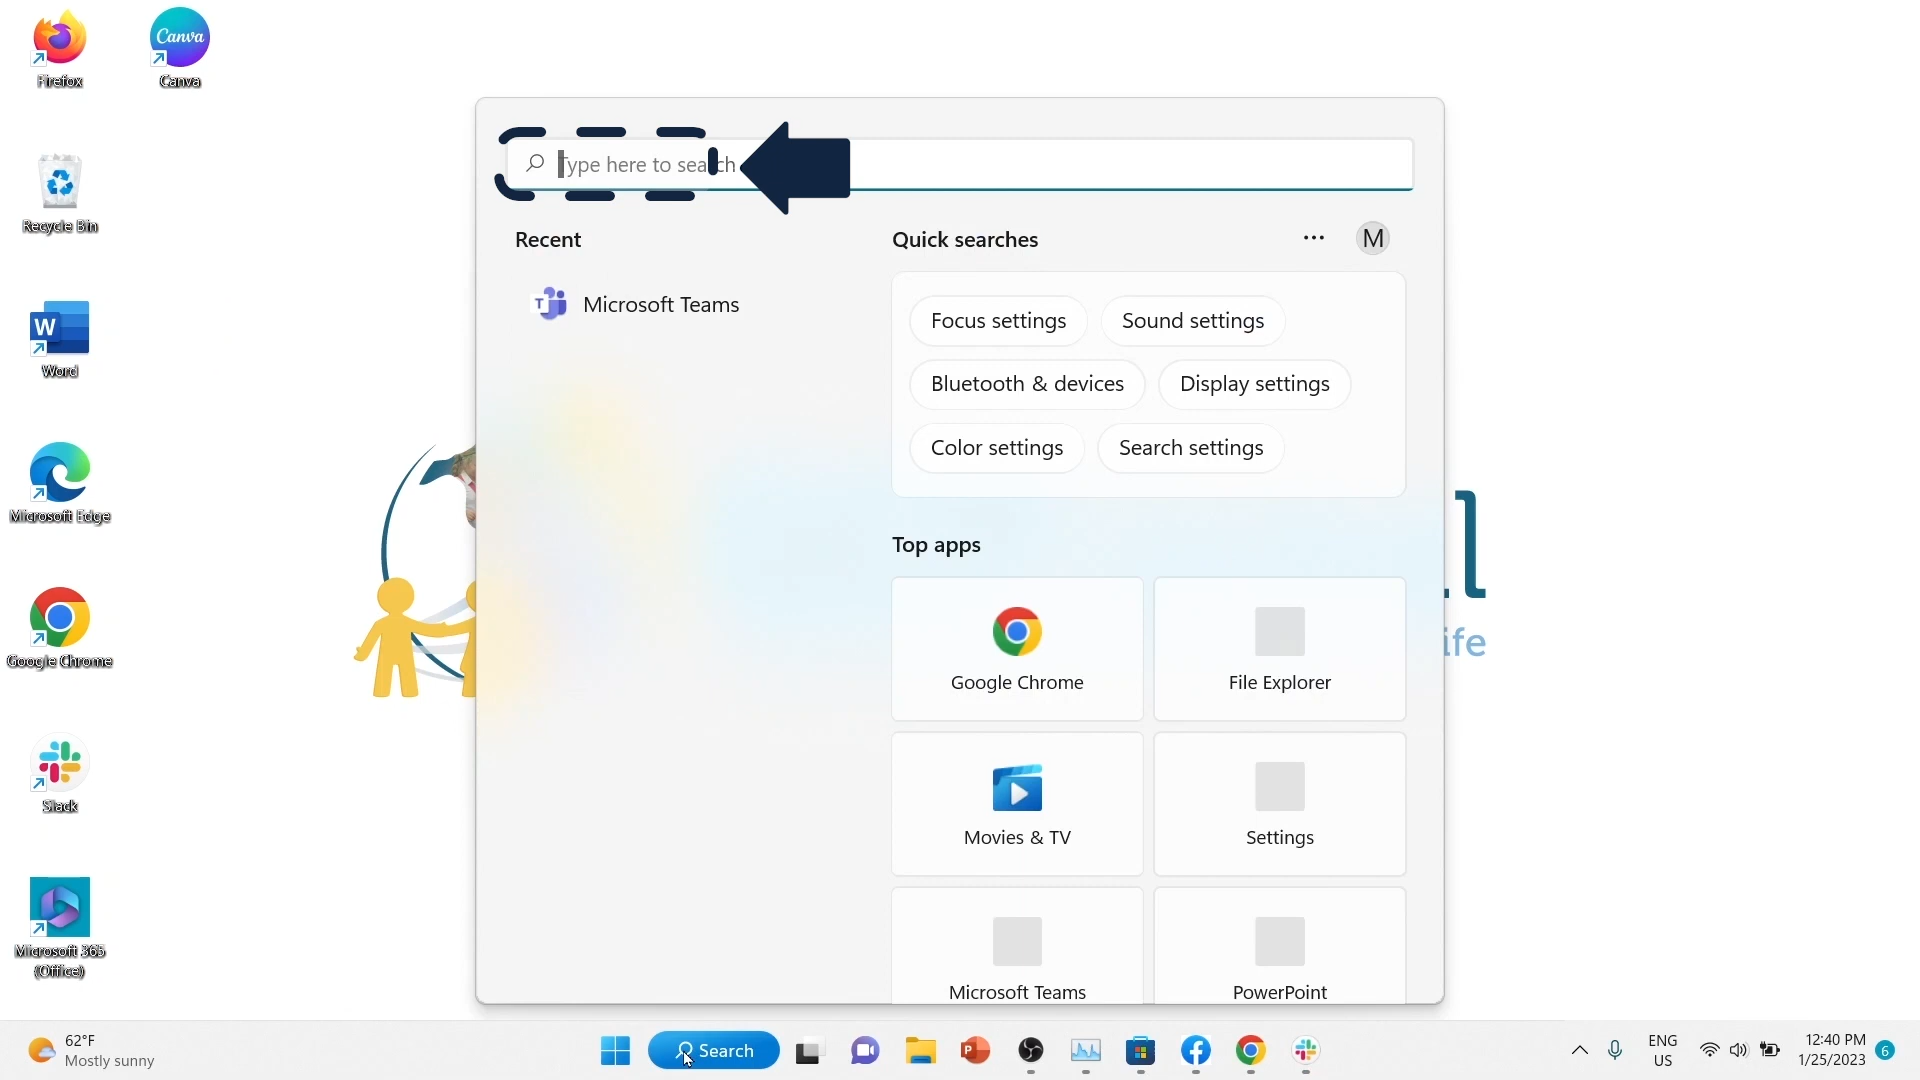 Canva
Firefox
Canva
Type here to search
Recycle Bin
Recent
Quick searches
M
Microsoft Teams
Focus settings
Sound settings
W
Word
Bluetooth & devices
Display settings
Color settings
Search settings
Microsoft Edge
Top apps
Google Chrome
ife
Google Chrome
File Explorer
Slack
Movies & TV
Settings
Microsoft 365
(Office)
Microsoft Teams
PowerPoint
62°F
Mostly sunny
Search
ENG
US
12:40 PM
1/25/2023
6